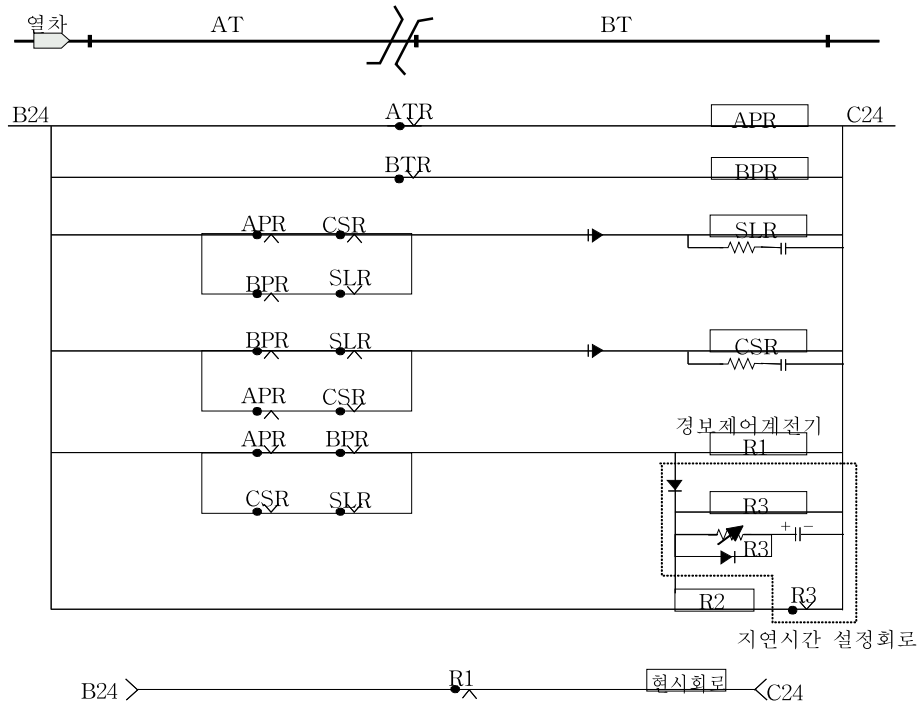 열차 AT BT
B24 ATR APR C24
BTR BPR
APR CSR SLR
BPR SLR
BPR SLR CSR
APR CSR
경보제어계전기
APR BPR R1
CSR SLR R3
+ −
R3
R2 R3
지연시간 설정회로
B24 R1 현시회로 C24